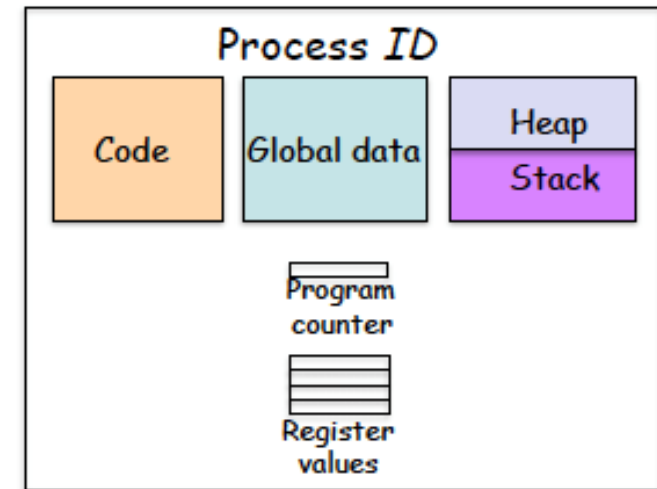 Process ID
Code
Global data
Heap
Stack
Program
counter
Register
values